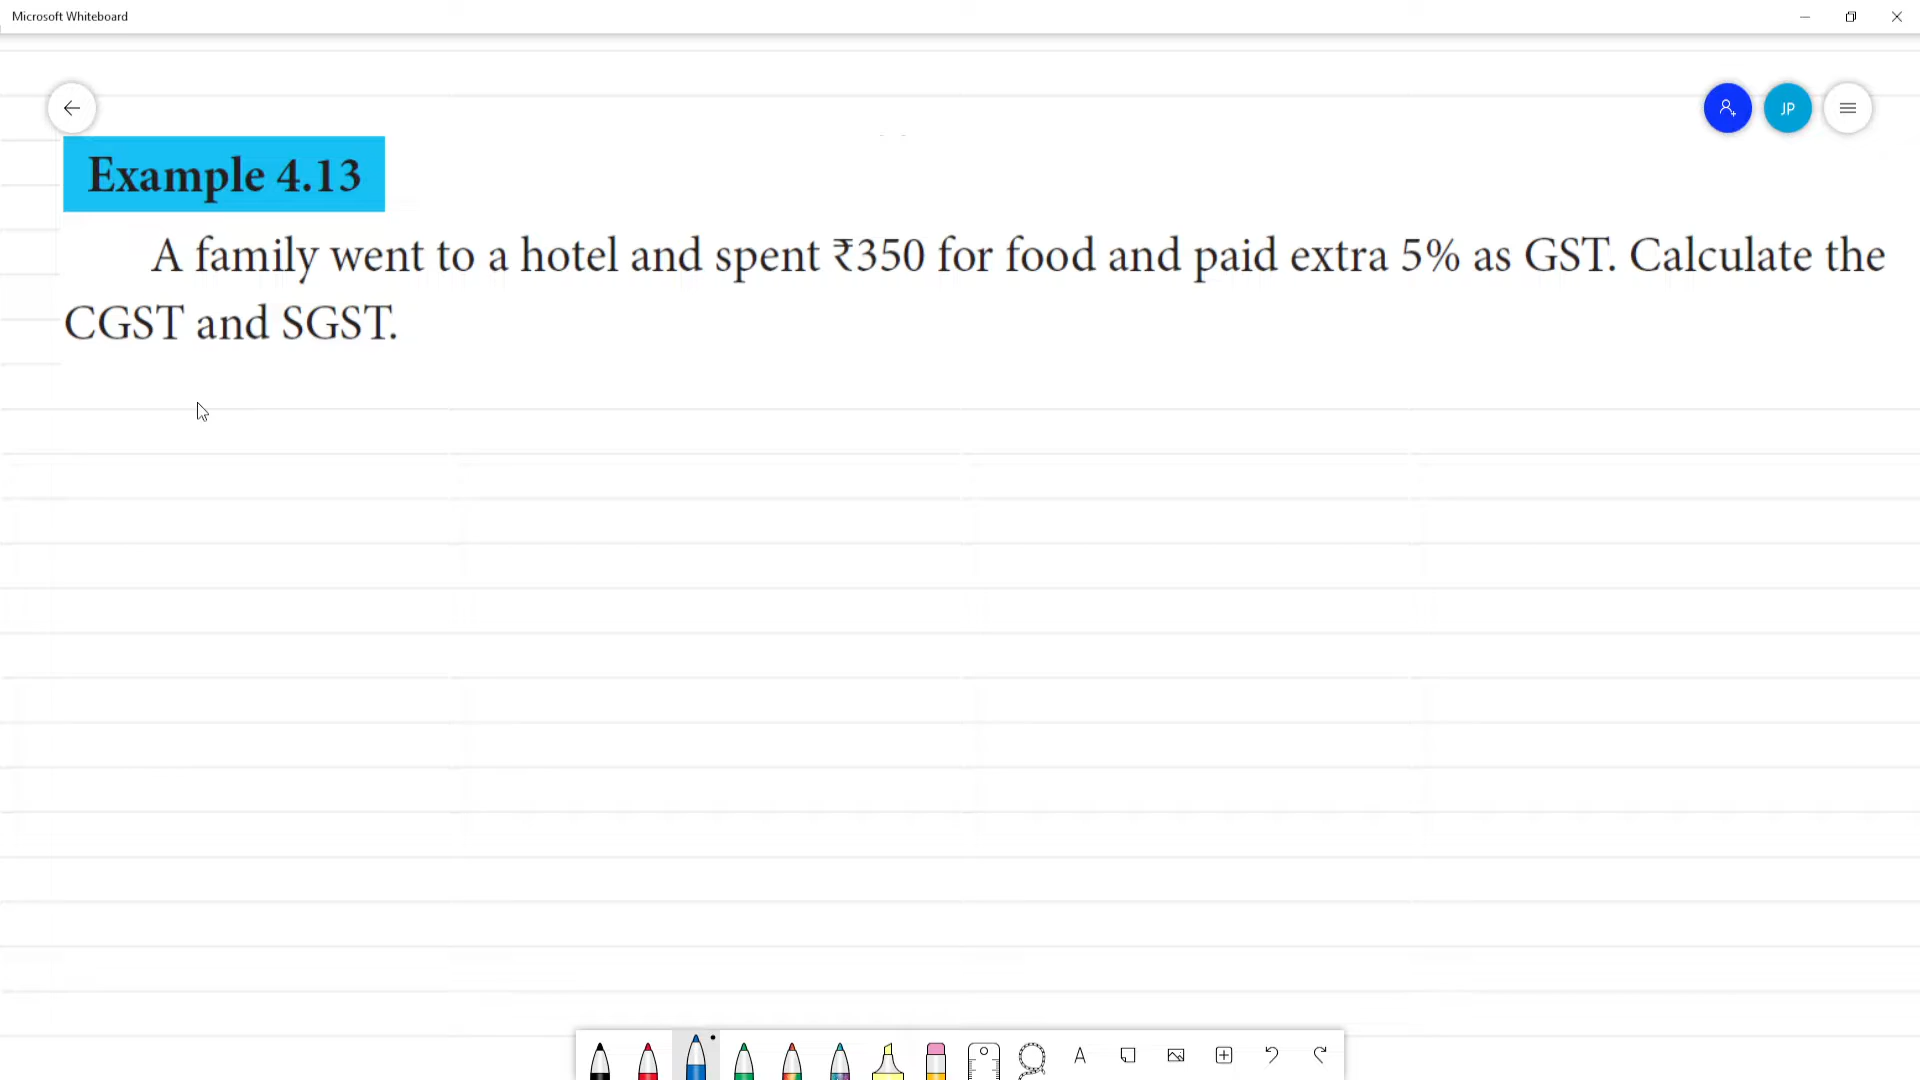 Microsoft Whiteboard
JP
Example 4.13
A family went to a hotel and spent ₹350 for food and paid extra 5% as GST. Calculate the
CGST and SGST.
A